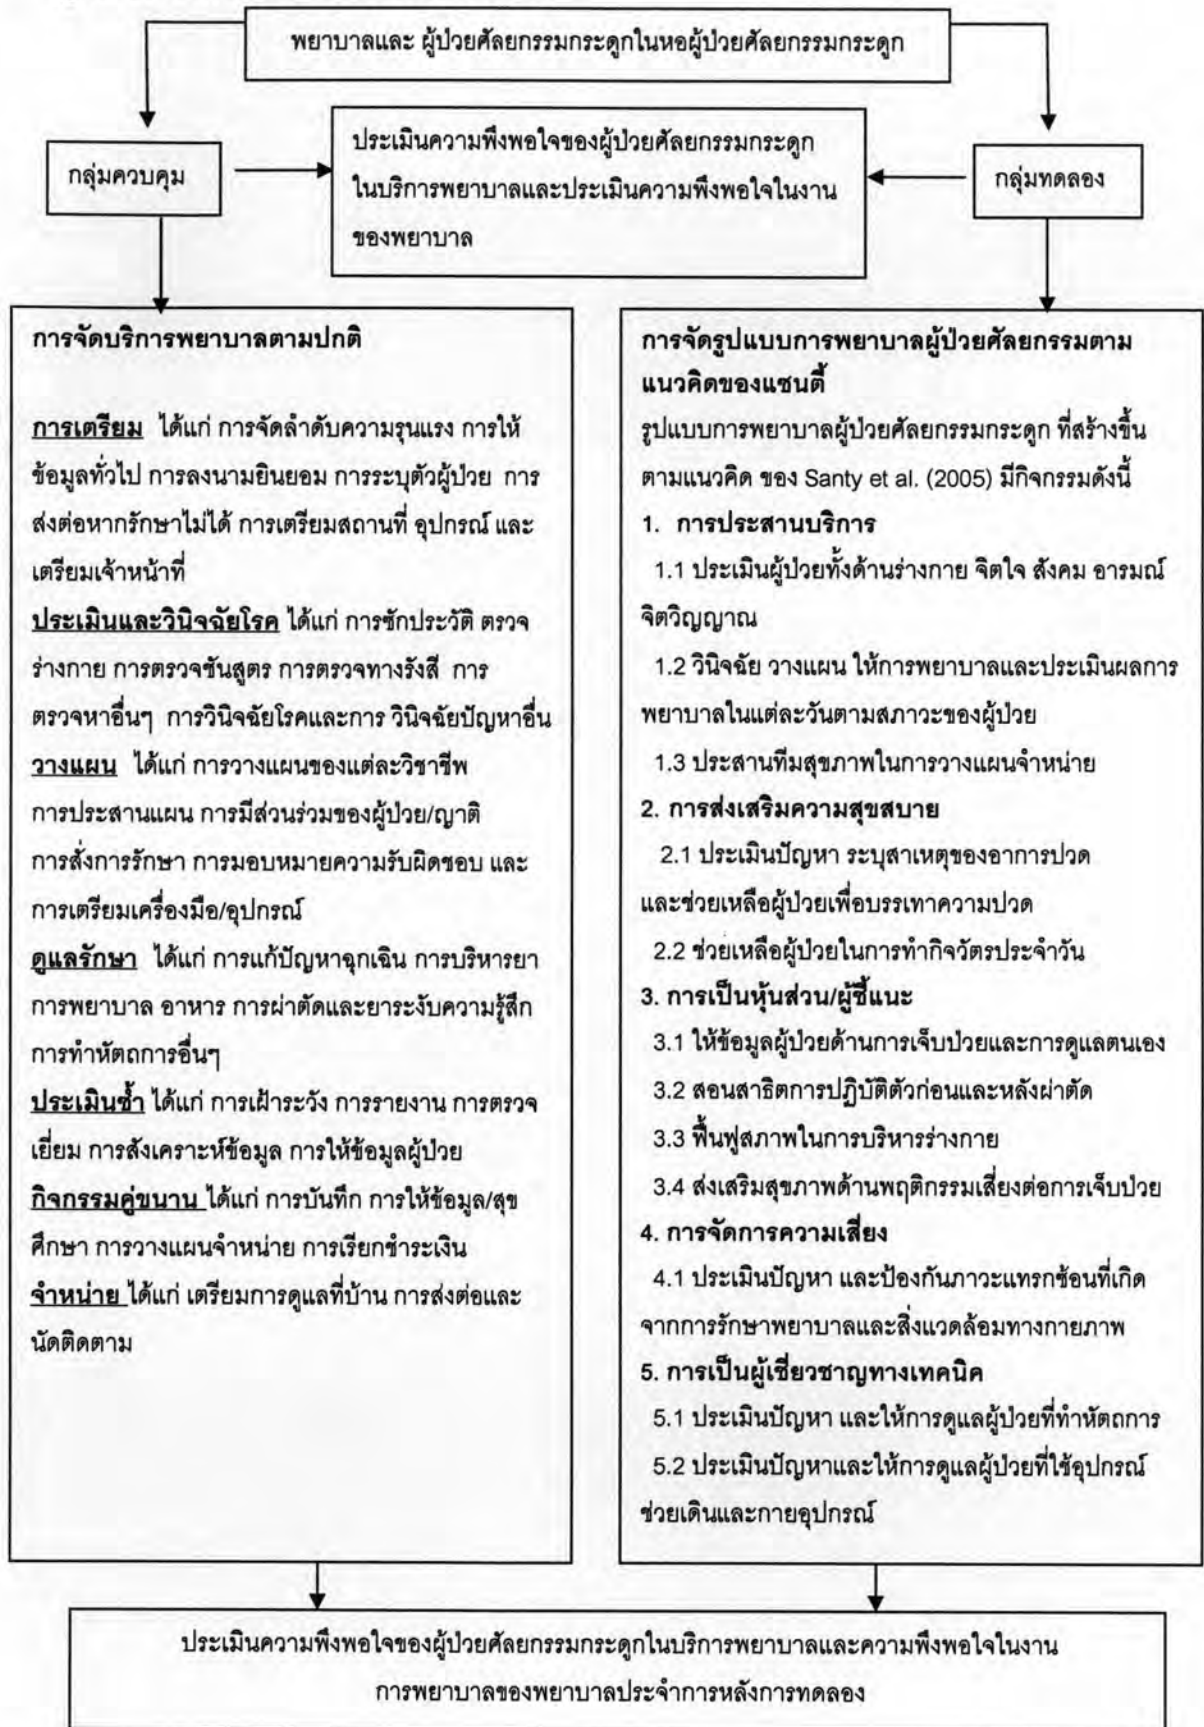 พยาบาลและ ผู้ป่วยศัลยกรรมกระดูกในหอผู้ป่วยศัลยกรรมกระดูก
กลุ่มควบคุม
ประเมินความพึงพอใจของผู้ป่วยศัลยกรรมกระดูก
ในบริการพยาบาลและประเมินความพึงพอใจในงาน
ของพยาบาล
กลุ่มทดลอง
การจัดบริการพยาบาลตามปกติ
การเตรียม ได้แก่ การจัดลำดับความรุนแรง การให้
ข้อมูลทั่วไป การลงนามยินยอม การระบุตัวผู้ป่วย การ
ส่งต่อหากรักษาไม่ได้ การเตรียมสถานที่ อุปกรณ์ และ
เตรียมเจ้าหน้าที่
ประเมินและวินิจฉัยโรค ได้แก่ การซักประวัติ ตรวจ
ร่างกาย การตรวจชันสูตร การตรวจทางรังสี การ
ตรวจหาอื่นๆ การวินิจฉัยโรคและการ วินิจฉัยปัญหาอื่น
วางแผน ได้แก่ การวางแผนของแต่ละวิชาชีพ
การประสานแผน การมีส่วนร่วมของผู้ป่วย/ญาติ
การสั่งการรักษา การมอบหมายความรับผิดชอบ และ
การเตรียมเครื่องมือ/อุปกรณ์
ดูแลรักษา ได้แก่ การแก้ปัญหาฉุกเฉิน การบริหารยา
การพยาบาล อาหาร การผ่าตัดและยาระงับความรู้สึก
การทำหัตถการอื่นๆ
ประเมินซ้ำ ได้แก่ การเฝ้าระวัง การรายงาน การตรวจ
เยี่ยม การสังเคราะห์ข้อมูล การให้ข้อมูลผู้ป่วย
กิจกรรมคู่ขนาน ได้แก่ การบันทึก การให้ข้อมูล/สุข
ศึกษา การวางแผนจำหน่าย การเรียกชำระเงิน
จำหน่าย ได้แก่ เตรียมการดูแลที่บ้าน การส่งต่อและ
นัดติดตาม
การจัดรูปแบบการพยาบาลผู้ป่วยศัลยกรรมตาม
แนวคิดของแซนตี้
รูปแบบการพยาบาลผู้ป่วยศัลยกรรมกระดูก ที่สร้างขึ้น
ตามแนวคิด ของ Santy et al. (2005) มีกิจกรรมดังนี้
1. การประสานบริการ
1.1 ประเมินผู้ป่วยทั้งด้านร่างกาย จิตใจ สังคม อารมณ์
จิตวิญญาณ
1.2 วินิจฉัย วางแผน ให้การพยาบาลและประเมินผลการ
พยาบาลในแต่ละวันตามสภาวะของผู้ป่วย
1.3 ประสานทีมสุขภาพในการวางแผนจำหน่าย
2. การส่งเสริมความสุขสบาย
2.1 ประเมินปัญหา ระบุสาเหตุของอาการปวด
และช่วยเหลือผู้ป่วยเพื่อบรรเทาความปวด
2.2 ช่วยเหลือผู้ป่วยในการทำกิจวัตรประจำวัน
3. การเป็นหุ้นส่วน/ผู้ชี้แนะ
3.1 ให้ข้อมูลผู้ป่วยด้านการเจ็บป่วยและการดูแลตนเอง
3.2 สอนสาธิตการปฏิบัติตัวก่อนและหลังผ่าตัด
3.3 ฟื้นฟูสภาพในการบริหารร่างกาย
3.4 ส่งเสริมสุขภาพด้านพฤติกรรมเสี่ยงต่อการเจ็บป่วย
4. การจัดการความเสี่ยง
4.1 ประเมินปัญหา และป้องกันภาวะแทรกซ้อนที่เกิด
จากการรักษาพยาบาลและสิ่งแวดล้อมทางกายภาพ
5. การเป็นผู้เชี่ยวชาญทางเทคนิค
5.1 ประเมินปัญหา และให้การดูแลผู้ป่วยที่ทำหัตถการ
5.2 ประเมินปัญหาและให้การดูแลผู้ป่วยที่ใช้อุปกรณ์
ช่วยเดินและกายอุปกรณ์
ประเมินความพึงพอใจของผู้ป่วยศัลยกรรมกระดูกในบริการพยาบาลและความพึงพอใจในงาน
การพยาบาลของพยาบาลประจำการหลังการทดลอง